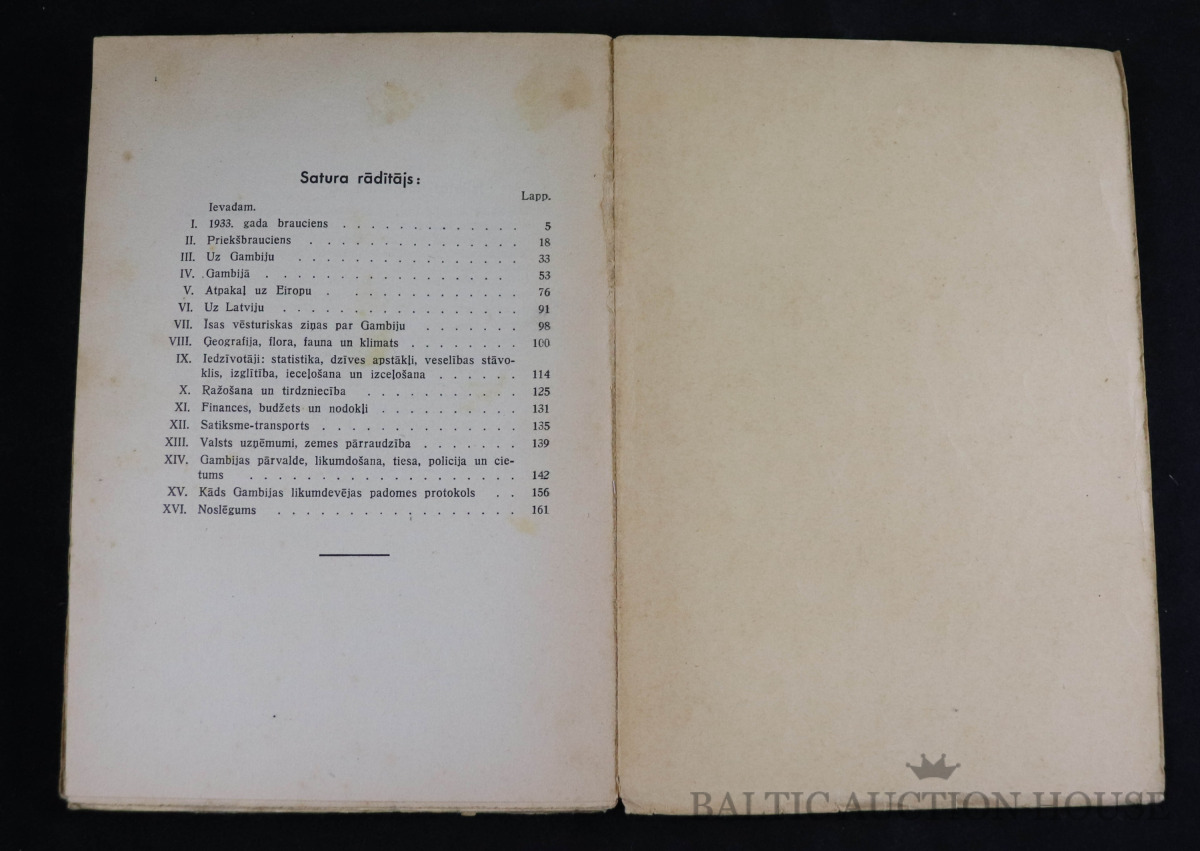 Satura rādītājs:
Lapp.
Ievadam.
I. 1933. gada brauciens . . . . . . . . . . . . . 5
II. Priekšbrauciens . . . . . . . . . . . . . . . 18
III. Uz Gambiju . . . . . . . . . . . . . . . . 33
IV. Gambijā . . . . . . . . . . . . . . . . . 53
V. Atpakaļ uz Eiropu . . . . . . . . . . . . . 76
VI. Uz Latviju . . . . . . . . . . . . . . . . . 91
VII. Īsas vēsturiskas ziņas par Gambiju . . . . . . . 98
VIII. Ģeografija, flora, fauna un klimats . . . . . . . . 100
IX. Iedzīvotāji: statistika, dzīves apstākļi, veselības stāvo-
klis, izglītība, ieceļošana un izceļošana . . . . . . 114
X. Ražošana un tirdzniecība . . . . . . . . . . . 125
XI. Finances, budžets un nodokļi . . . . . . . . . . 131
XII. Satiksme-transports . . . . . . . . . . . . . . 135
XIII. Valsts uzņēmumi, zemes pārraudzība . . . . . . . 139
XIV. Gambijas pārvalde, likumdošana, tiesa, policija un cie-
tums . . . . . . . . . . . . . . . . . . . 142
XV. Kāds Gambijas likumdevējas padomes protokols . . 156
XVI. Noslēgums . . . . . . . . . . . . . . . . . 161
BALTIC AUCTION HOUSE